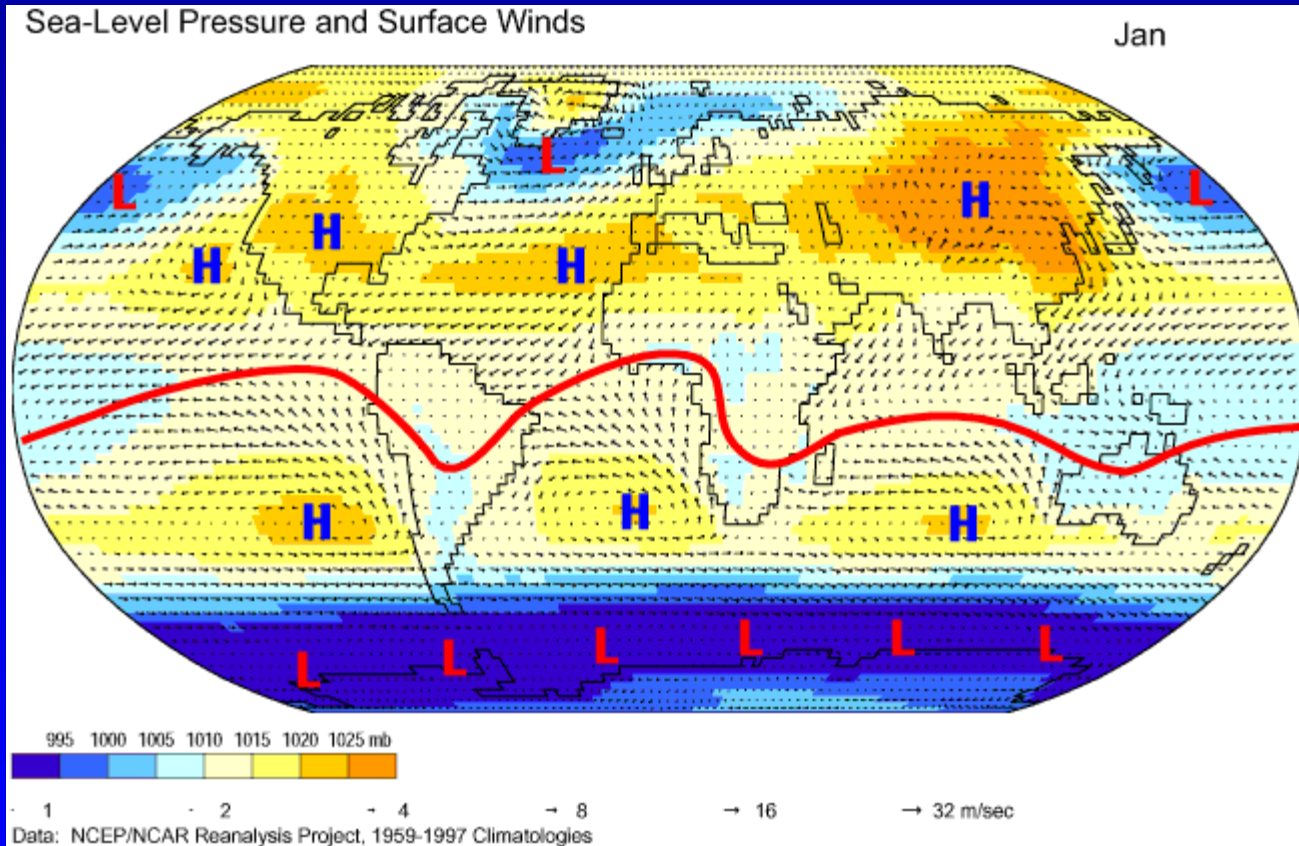 Sea-Level Pressure and Surface Winds
Jan
L
L
L
H
H
H
H
H
H
H
L
L
L
L
L
L
995 1000 1005 1010 1015 1020 1025 mb
1 2 4 8 16 32 m/sec
Data: NCEP/NCAR Reanalysis Project, 1959-1997 Climatologies